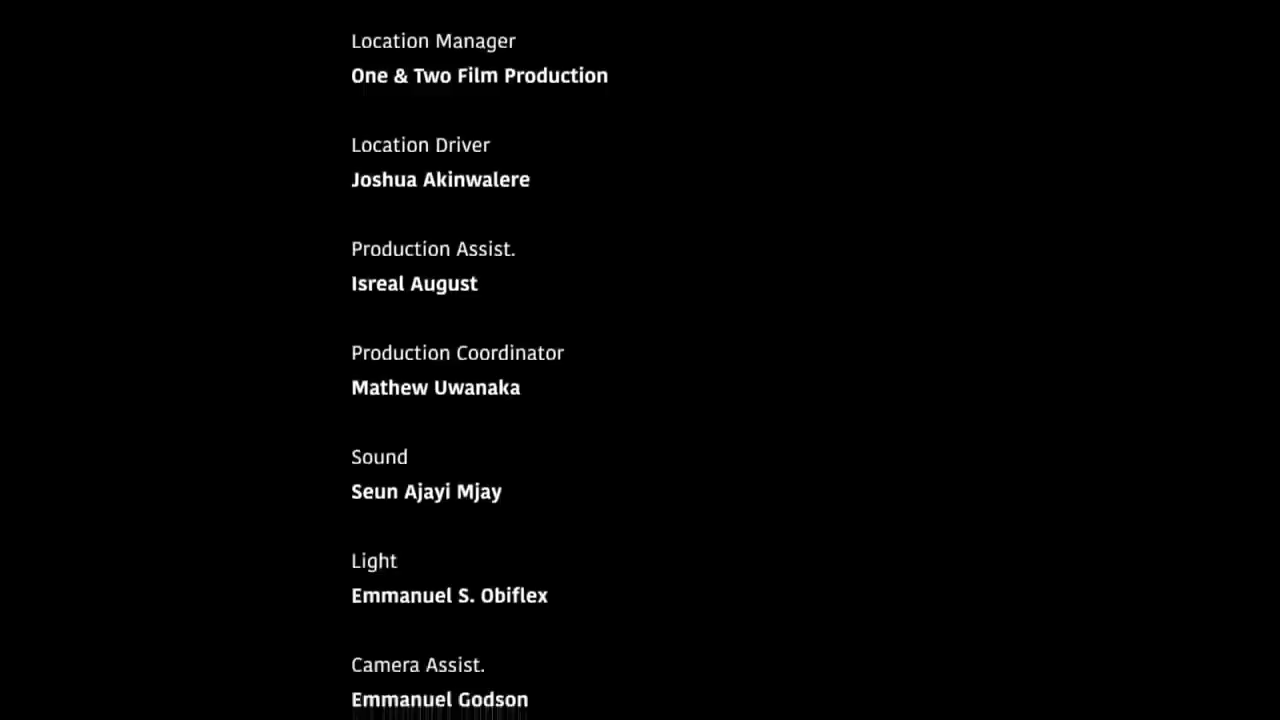 Location Manager
One & Two Film Production
Location Driver
Joshua Akinwalere
Production Assist.
Isreal August
Production Coordinator
Mathew Uwanaka
Sound
Seun Ajayi Mjay
Light
Emmanuel S. Obiflex
Camera Assist.
Emmanuel Godson